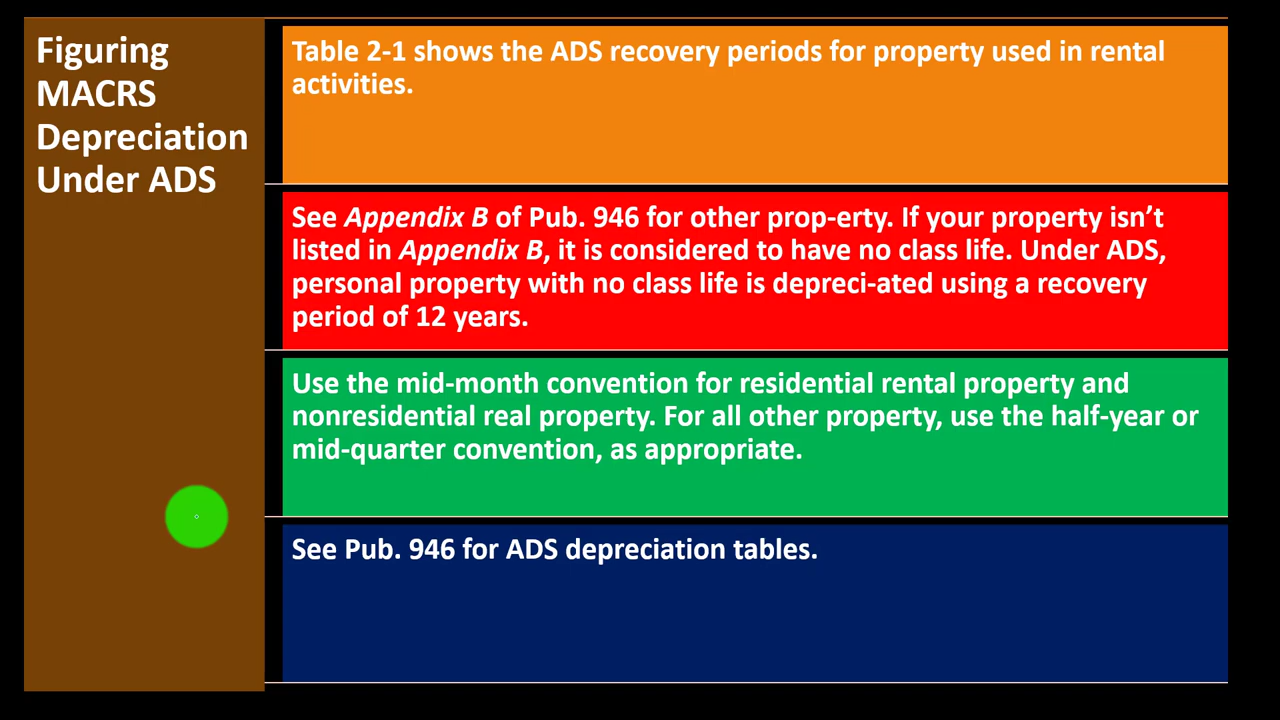 Figuring
MACRS
Depreciation
Under ADS
Table 2-1 shows the ADS recovery periods for property used in rental
activities.
See Appendix B of Pub. 946 for other prop-erty. If your property isn’t
listed in Appendix B, it is considered to have no class life. Under ADS,
personal property with no class life is depreci-ated using a recovery
period of 12 years.
Use the mid-month convention for residential rental property and
nonresidential real property. For all other property, use the half-year or
mid-quarter convention, as appropriate.
See Pub. 946 for ADS depreciation tables.